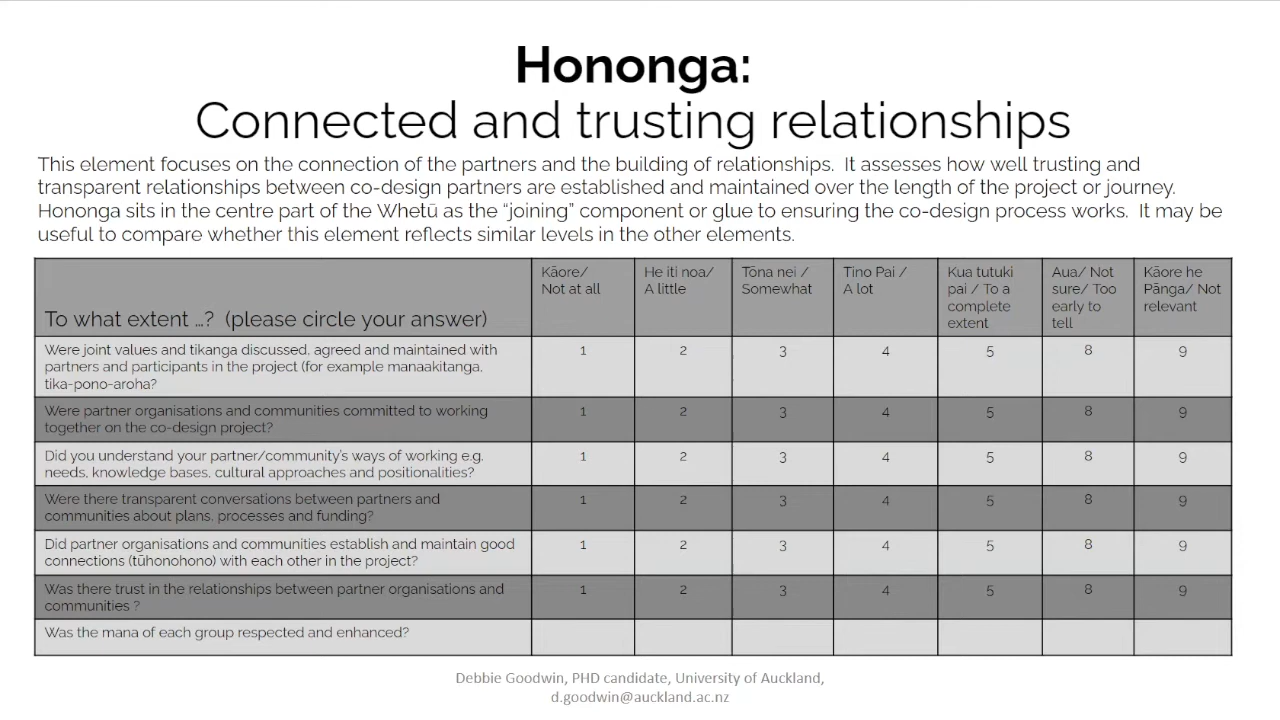 Hononga:
Connected and trusting relationships
This element focuses on the connection of the partners and the building of relationships.  It assesses how well trusting and
transparent relationships between co-design partners are established and maintained over the length of the project or journey.
Hononga sits in the centre part of the Whetū as the “joining” component or glue to ensuring the co-design process works.  It may be
useful to compare whether this element reflects similar levels in the other elements.
To what extent …?  (please circle your answer)
Kāore/
Not at all
He iti noa/
A little
Tōna nei /
Somewhat
Tino Pai /
A lot
Kua tutuki
pai / To a
complete
extent
Aua/ Not
sure/ Too
early to
tell
Kāore he
Pānga/ Not
relevant
Were joint values and tikanga discussed, agreed and maintained with
partners and participants in the project (for example manaakitanga,
tika-pono-aroha?
1 2 3 4 5 8 9
Were partner organisations and communities committed to working
together on the co-design project?
1 2 3 4 5 8 9
Did you understand your partner/community’s ways of working e.g.
needs, knowledge bases, cultural approaches and positionalities?
1 2 3 4 5 8 9
Were there transparent conversations between partners and
communities about plans, processes and funding?
1 2 3 4 5 8 9
Did partner organisations and communities establish and maintain good
connections (tūhonohono) with each other in the project?
1 2 3 4 5 8 9
Was there trust in the relationships between partner organisations and
communities ?
1 2 3 4 5 8 9
Was the mana of each group respected and enhanced?
Debbie Goodwin, PHD candidate, University of Auckland,
d.goodwin@auckland.ac.nz